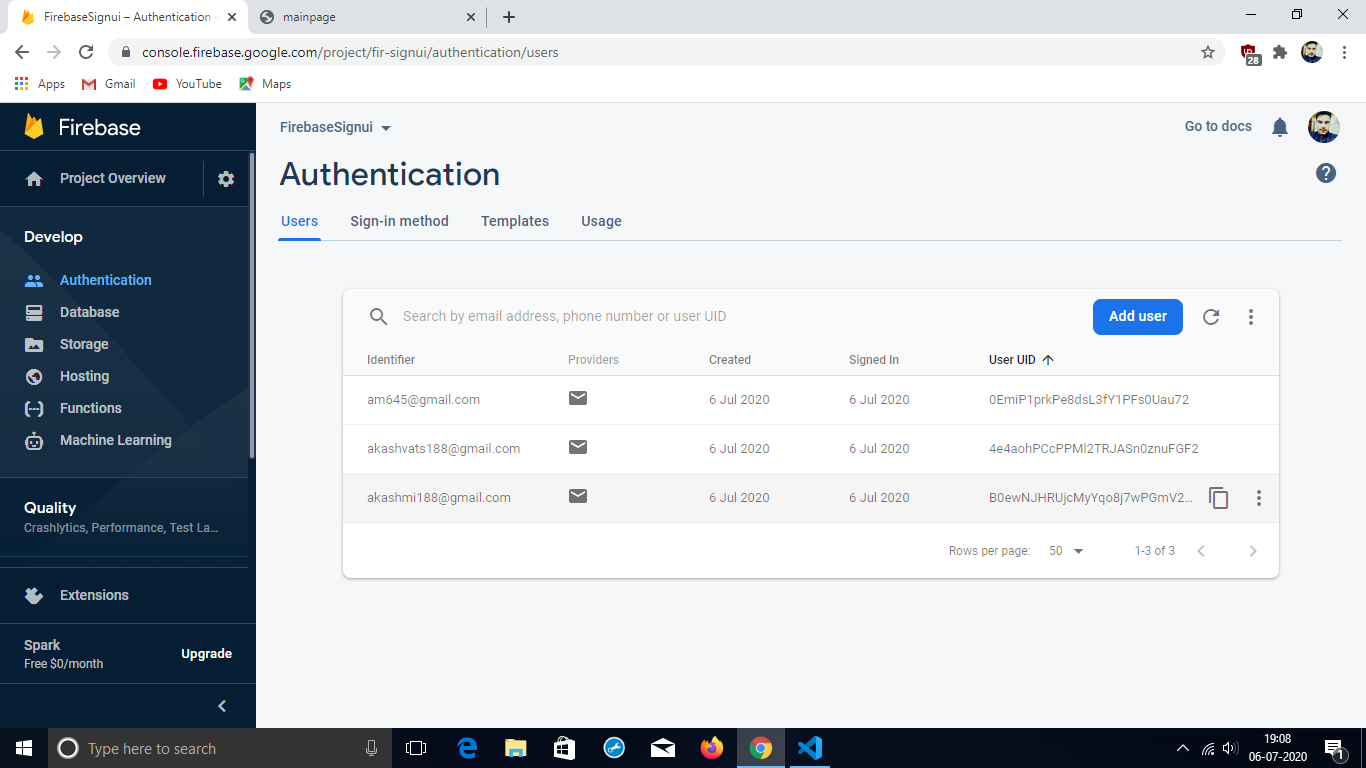 FirebaseSignui – Authentication –
mainpage
console.firebase.google.com/project/fir-signui/authentication/users
28
Apps
Gmail
YouTube
Maps
Firebase
FirebaseSignui
Go to docs
Project Overview
Authentication
Users
Sign-in method
Templates
Usage
Develop
Authentication
Database
Storage
Hosting
Functions
Machine Learning
Quality
Crashlytics, Performance, Test La...
Extensions
Spark
Free $0/month
Upgrade
Search by email address, phone number or user UID
Add user
Identifier Providers Created Signed In User UID
am645@gmail.com 6 Jul 2020 6 Jul 2020 0EmiP1prkPe8dsL3fY1PFs0Uau72
akashvats188@gmail.com 6 Jul 2020 6 Jul 2020 4e4aohPCcPPMl2TRJASn0znuFGF2
akashmi188@gmail.com 6 Jul 2020 6 Jul 2020 B0ewNJHRUjcMyYqo8j7wPGmV2...
Rows per page: 50 1-3 of 3
Type here to search
19:08
06-07-2020
1